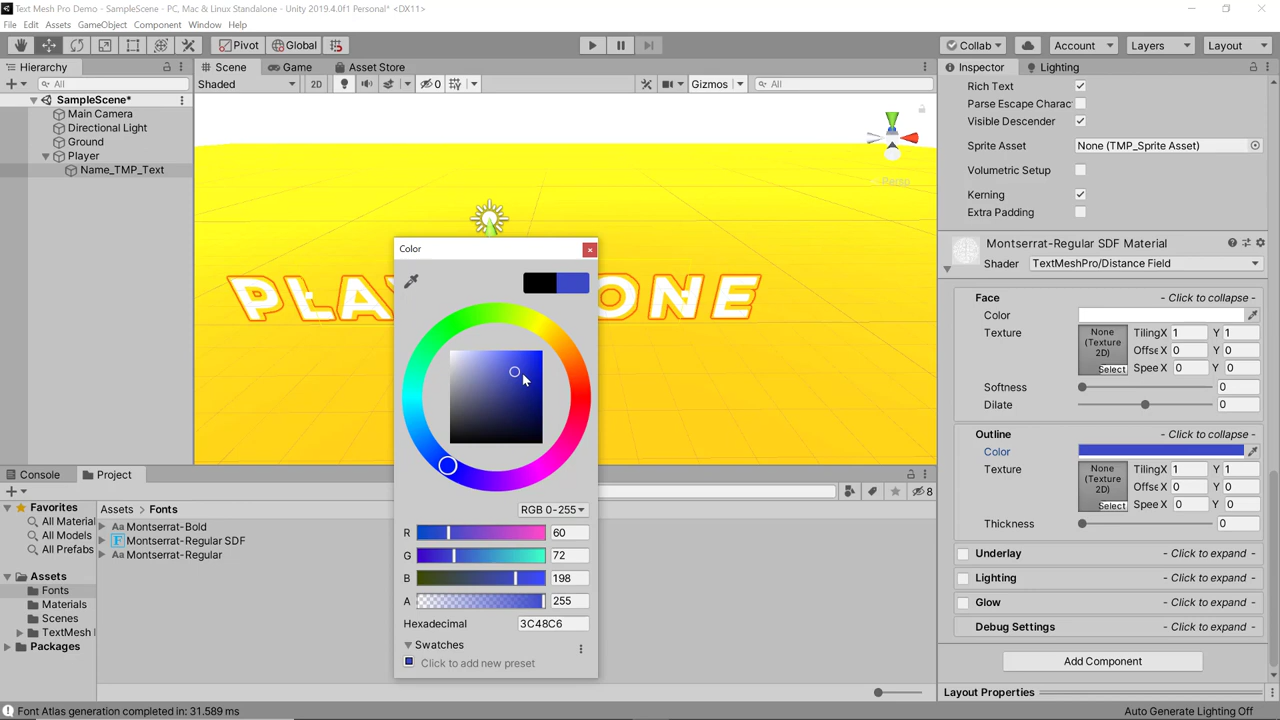 Text Mesh Pro Demo - SampleScene - PC, Mac & Linux Standalone - Unity 2019.4.0f1 Personal* <DX11>
File Edit Assets GameObject Component Window Help
Pivot Global Collab Account Layers Layout
Hierarchy
All
SampleScene*
Main Camera
Directional Light
Ground
Player
Name_TMP_Text
Scene Game Asset Store
Shaded 2D 0 Gizmos All
Persp
Color
RGB 0-255
R 60
G 72
B 198
A 255
Hexadecimal 3C48C6
Swatches
Click to add new preset
Console Project
8
Favorites
All Material
All Models
All Prefabs
Assets
Fonts
Materials
Scenes
TextMesh
Packages
Assets > Fonts
Montserrat-Bold
Montserrat-Regular SDF
Montserrat-Regular
Inspector Lighting
Rich Text
Parse Escape Charac
Visible Descender
Sprite Asset None (TMP_Sprite Asset)
Volumetric Setup
Kerning
Extra Padding
Montserrat-Regular SDF Material
Shader TextMeshPro/Distance Field
Face - Click to collapse -
Color
Texture None (Texture 2D) Select Tiling X 1 Y 1
Offse X 0 Y 0
Spee X 0 Y 0
Softness 0
Dilate 0
Outline - Click to collapse -
Color
Texture None (Texture 2D) Select Tiling X 1 Y 1
Offse X 0 Y 0
Spee X 0 Y 0
Thickness 0
Underlay - Click to expand -
Lighting - Click to expand -
Glow - Click to expand -
Debug Settings - Click to expand -
Add Component
Layout Properties
Font Atlas generation completed in: 31.589 ms
Auto Generate Lighting Off